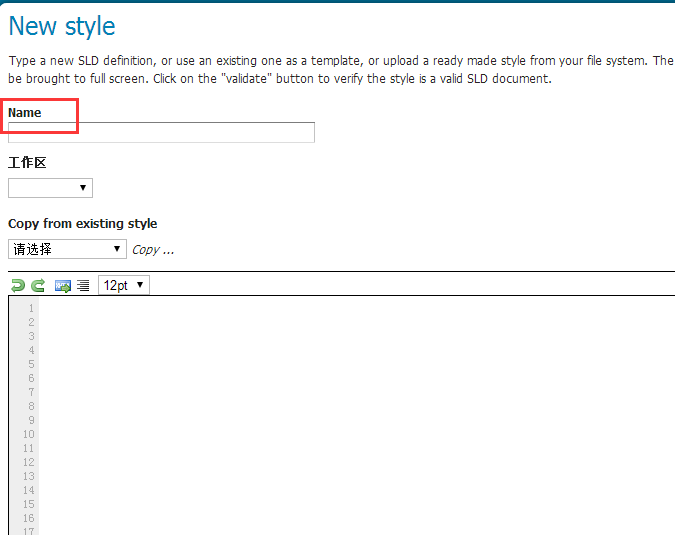 New style
Type a new SLD definition, or use an existing one as a template, or upload a ready made style from your file system. The
be brought to full screen. Click on the "validate" button to verify the style is a valid SLD document.
Name
工作区
Copy from existing style
请选择 Copy ...
12pt
1
2
3
4
5
6
7
8
9
10
11
12
13
14
15
16
17